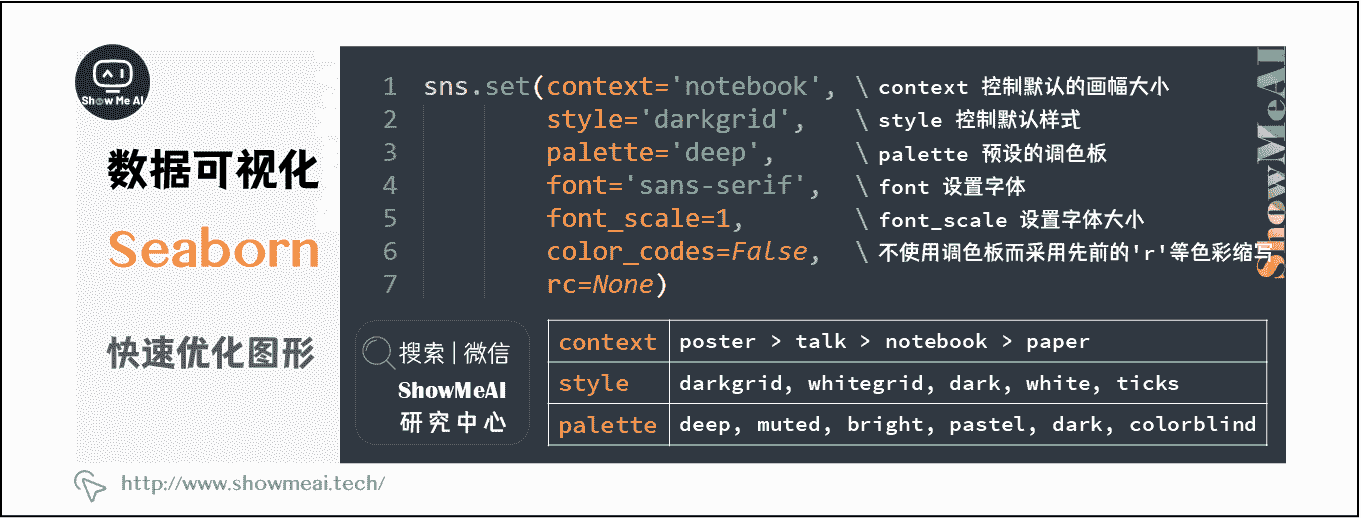 AI
Show Me AI
数据可视化
Seaborn
快速优化图形
1 sns.set(context='notebook', \ context 控制默认的画幅大小
2 style='darkgrid', \ style 控制默认样式
3 palette='deep', \ palette 预设的调色板
4 font='sans-serif', \ font 设置字体
5 font_scale=1, \ font_scale 设置字体大小
6 color_codes=False, \ 不使用调色板而采用先前的'r'等色彩缩写
7 rc=None)
ShowMeAI
搜索 | 微信
ShowMeAI
研究中心
context poster > talk > notebook > paper
style darkgrid, whitegrid, dark, white, ticks
palette deep, muted, bright, pastel, dark, colorblind
http://www.showmeai.tech/